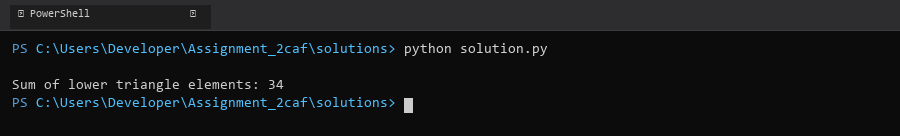 PowerShell
PS C:\Users\Developer\Assignment_2caf\solutions> python solution.py
Sum of lower triangle elements: 34
PS C:\Users\Developer\Assignment_2caf\solutions>